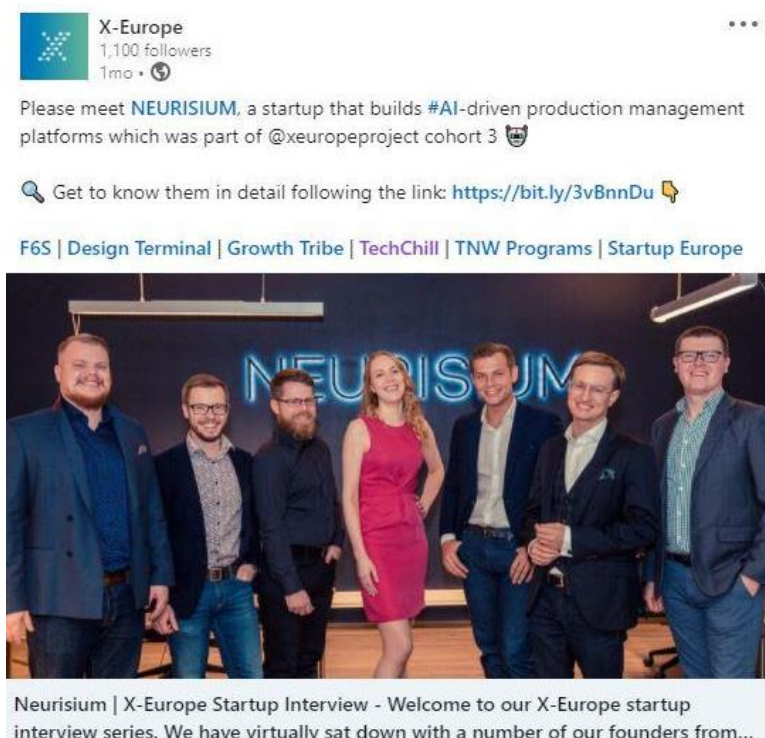 X-Europe
1,100 followers
1mo •
Please meet NEURISIUM, a startup that builds #AI-driven production management
platforms which was part of @xeuropeproject cohort 3 🤖
🔍 Get to know them in detail following the link: https://bit.ly/3vBnnDu 👇
F6S | Design Terminal | Growth Tribe | TechChill | TNW Programs | Startup Europe
NEURISIUM
Neurisium | X-Europe Startup Interview - Welcome to our X-Europe startup
interview series. We have virtually sat down with a number of our founders from...